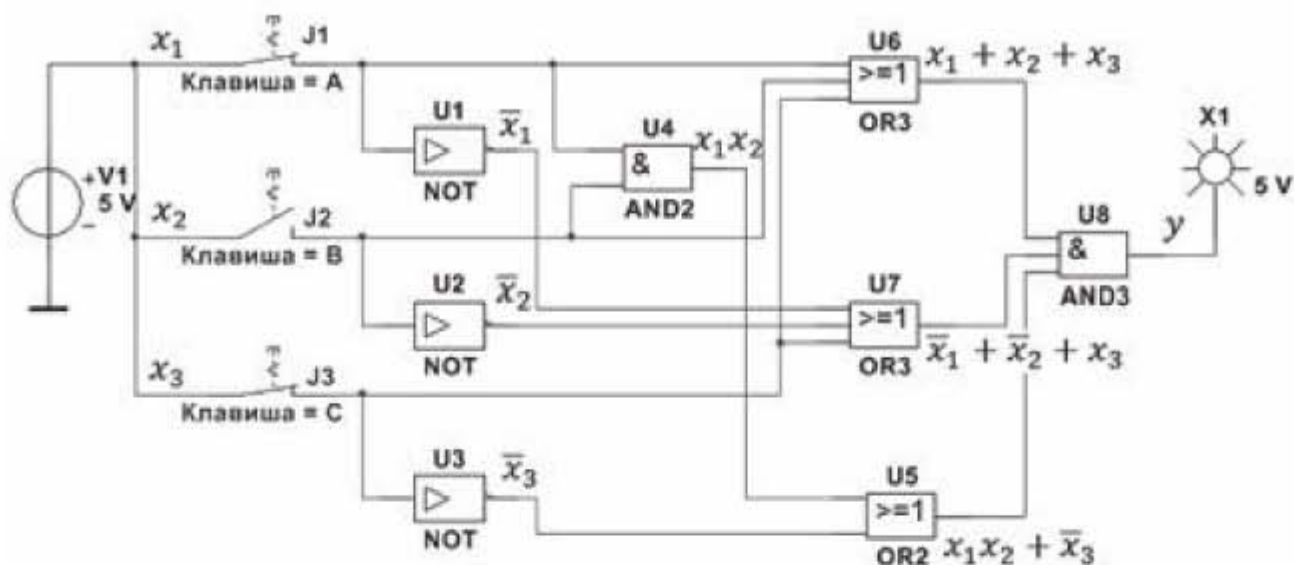 x₁
J1
Клавиша = A
U1
x̅₁
NOT
U4
&
x₁x₂
AND2
U6
>=1
x₁ + x₂ + x₃
OR3
X1
5 V
+V1
5 V
−
x₂
J2
Клавиша = B
U2
x̅₂
NOT
U7
>=1
x̅₁ + x̅₂ + x₃
OR3
U8
&
y
AND3
x₃
J3
Клавиша = C
U3
x̅₃
NOT
U5
>=1
x₁x₂ + x̅₃
OR2